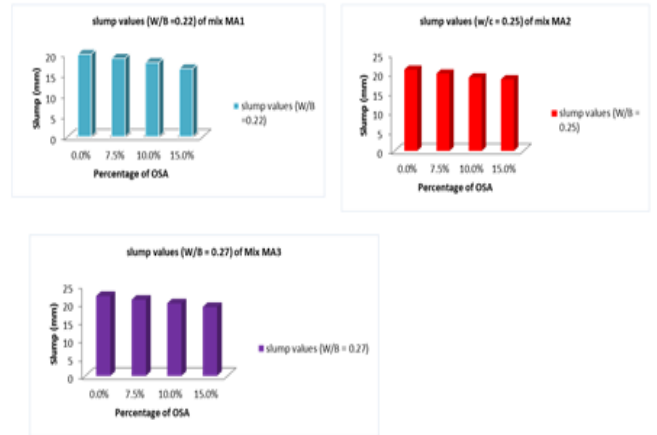 slump values (W/B =0.22) of mix MA1
Slump (mm)
20
15
10
5
0
0.0% 7.5% 10.0% 15.0%
Percentage of OSA
slump values (W/B
=0.22)
slump values (w/c = 0.25) of mix MA2
Slump (mm)
25
20
15
10
5
0
0.0% 7.5% 10.0% 15.0%
Percentage of OSA
slump values (W/B =
0.25)
slump values (W/B = 0.27) of Mix MA3
Slump (mm)
25
20
15
10
5
0
0.0% 7.5% 10.0% 15.0%
Percentage of OSA
slump values (W/B = 0.27)